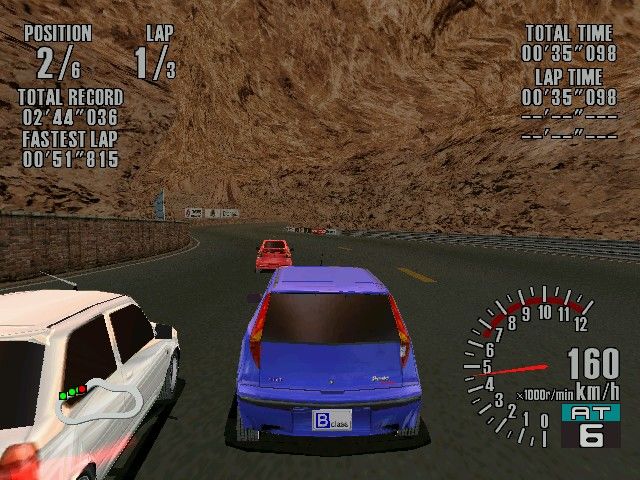 POSITION
2/6
LAP
1/3
TOTAL RECORD
02'44"036
FASTEST LAP
00'51"815
TOTAL TIME
00'35"098
LAP TIME
00'35"098
--'--"---
--'--"---
0 1 2 3 4 5 6 7 8 9 10 11 12
×1000r/min
160
km/h
AT
6
B class